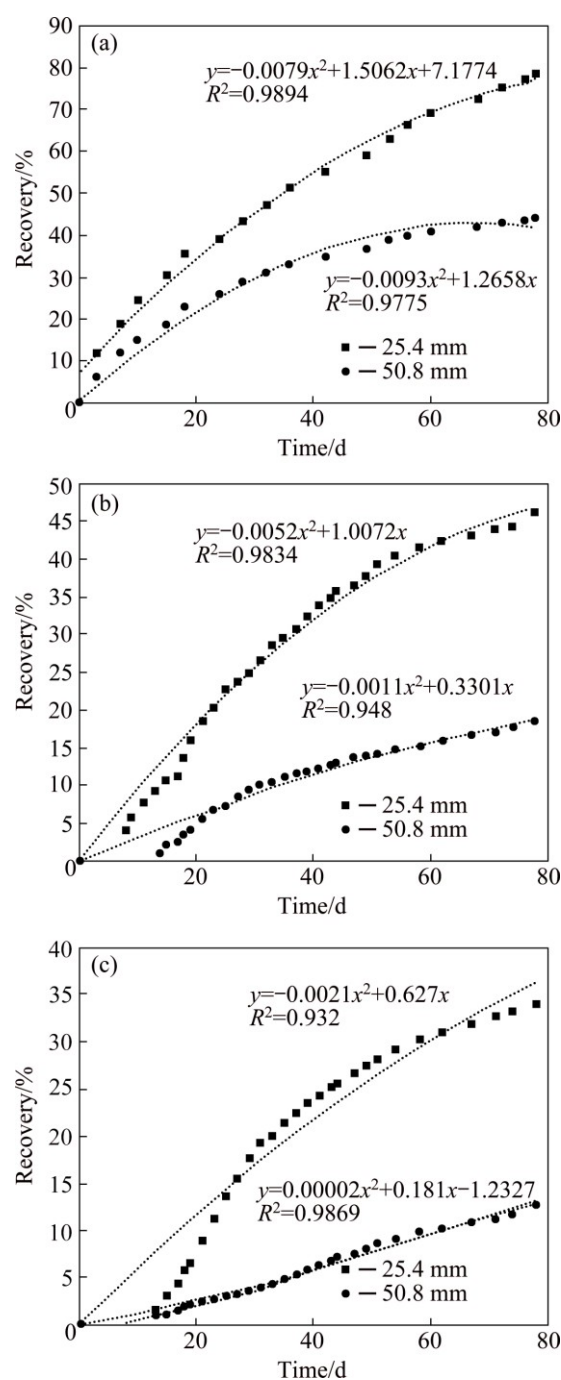 (a)
y=−0.0079x²+1.5062x+7.1774
R²=0.9894
y=−0.0093x²+1.2658x
R²=0.9775
− 25.4 mm
− 50.8 mm
90
80
70
60
50
40
30
20
10
0
20
40
60
80
Recovery/%
Time/d
(b)
y=−0.0052x²+1.0072x
R²=0.9834
y=−0.0011x²+0.3301x
R²=0.948
− 25.4 mm
− 50.8 mm
50
45
40
35
30
25
20
15
10
5
0
20
40
60
80
Recovery/%
Time/d
(c)
y=−0.0021x²+0.627x
R²=0.932
y=0.00002x²+0.181x−1.2327
R²=0.9869
− 25.4 mm
− 50.8 mm
40
35
30
25
20
15
10
5
0
20
40
60
80
Recovery/%
Time/d